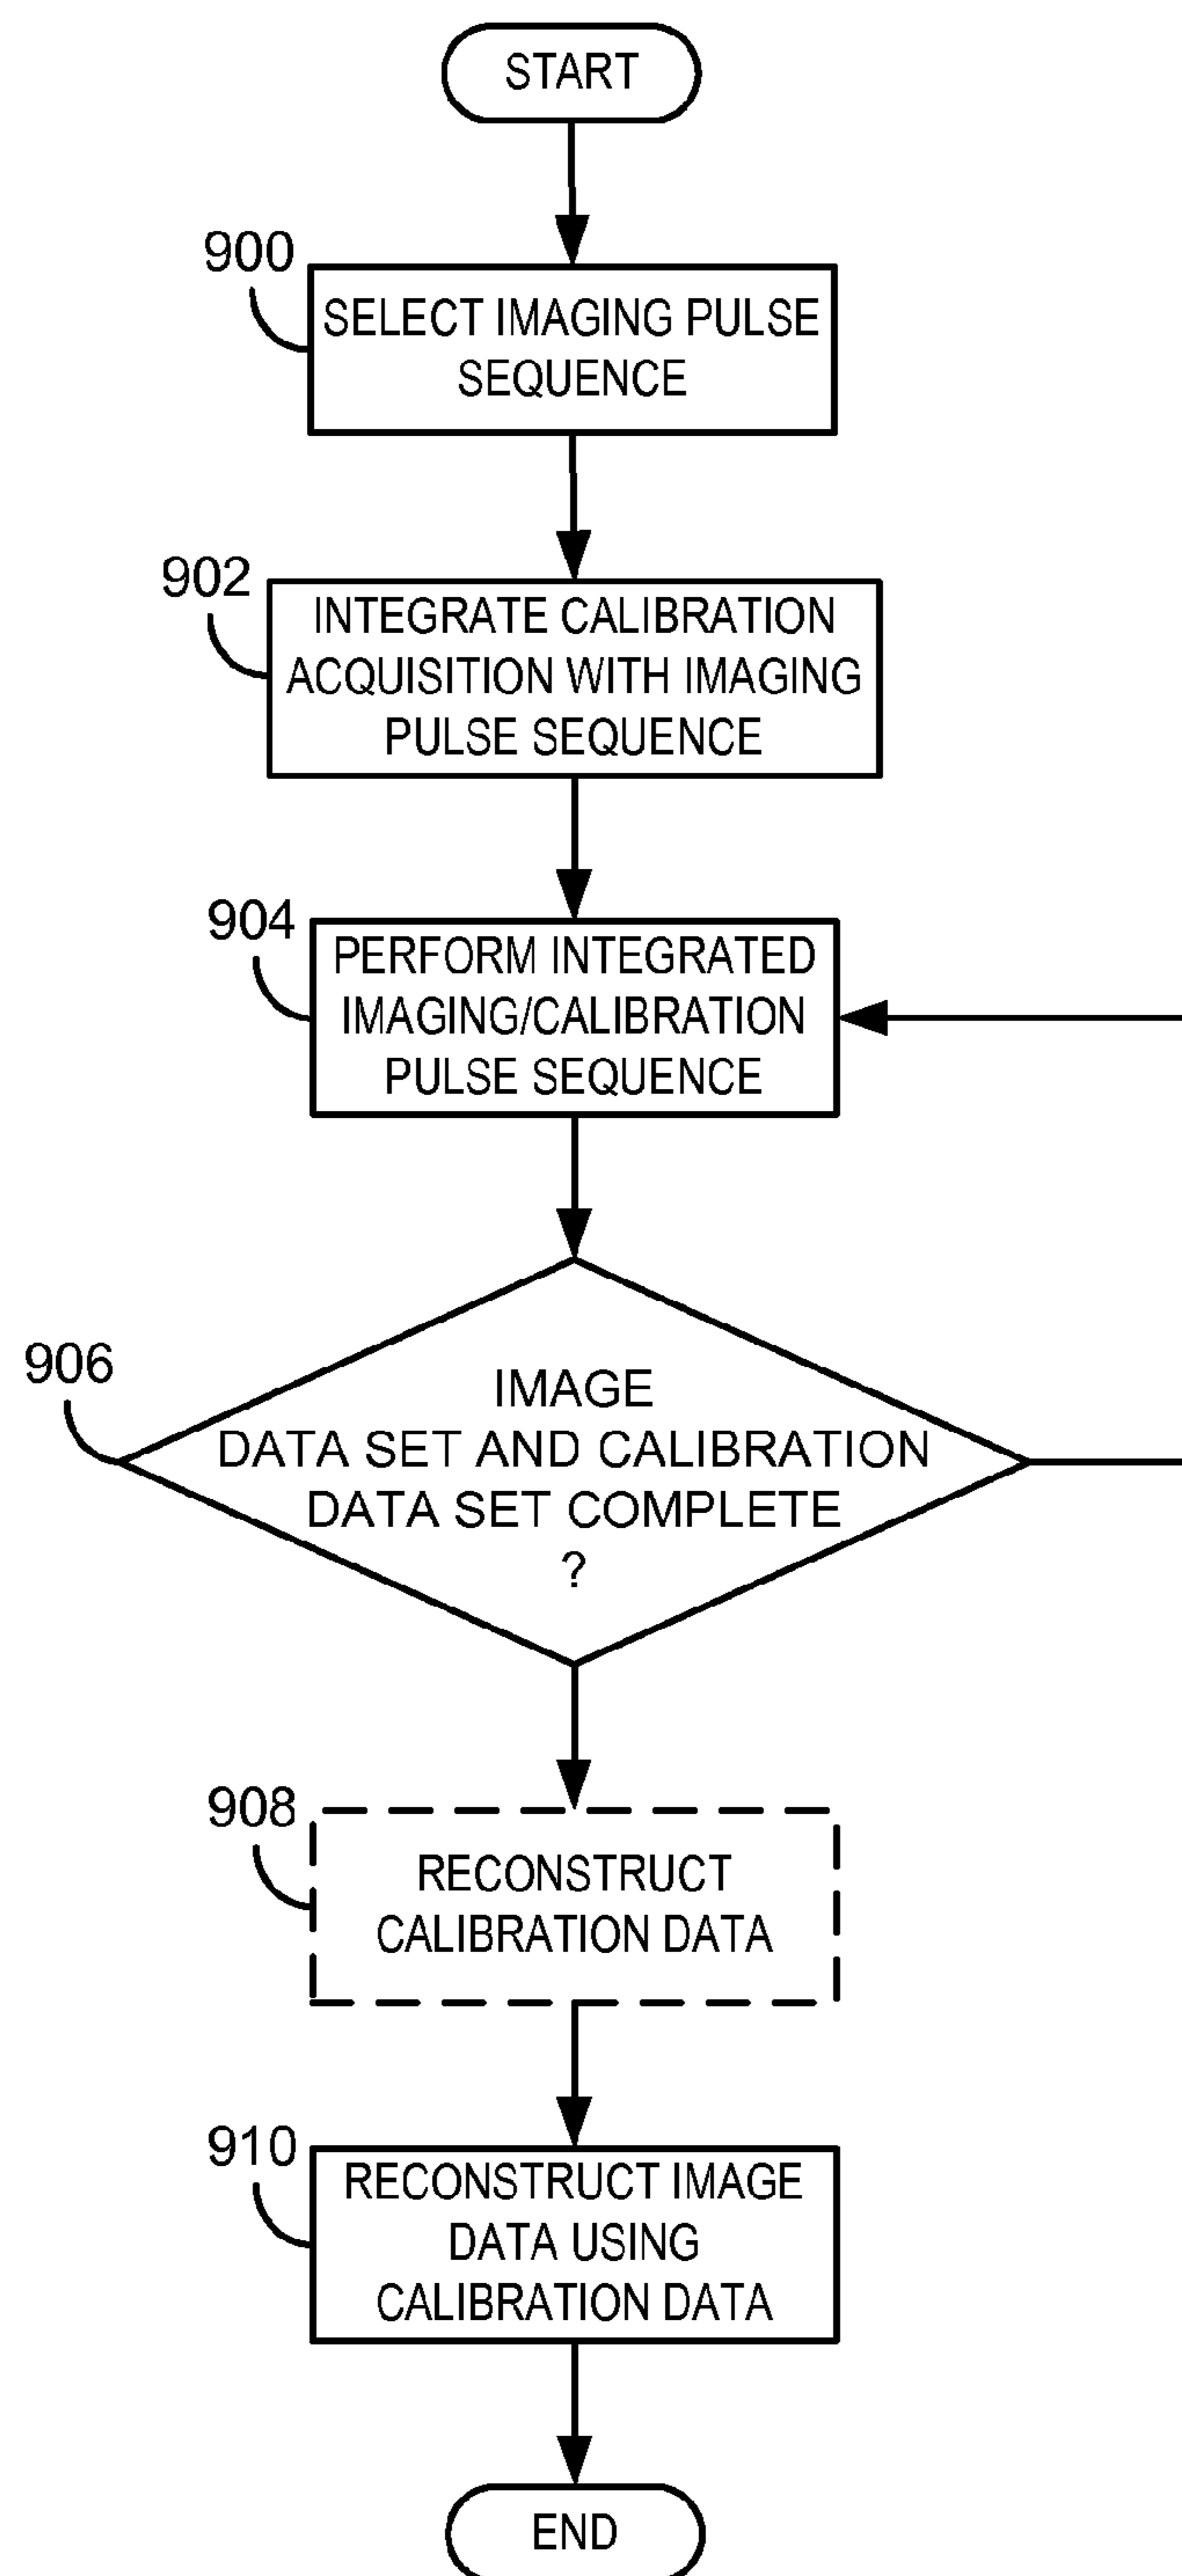 START
900
SELECT IMAGING PULSE
SEQUENCE
902
INTEGRATE CALIBRATION
ACQUISITION WITH IMAGING
PULSE SEQUENCE
904
PERFORM INTEGRATED
IMAGING/CALIBRATION
PULSE SEQUENCE
906
IMAGE
DATA SET AND CALIBRATION
DATA SET COMPLETE
?
908
RECONSTRUCT
CALIBRATION DATA
910
RECONSTRUCT IMAGE
DATA USING
CALIBRATION DATA
END